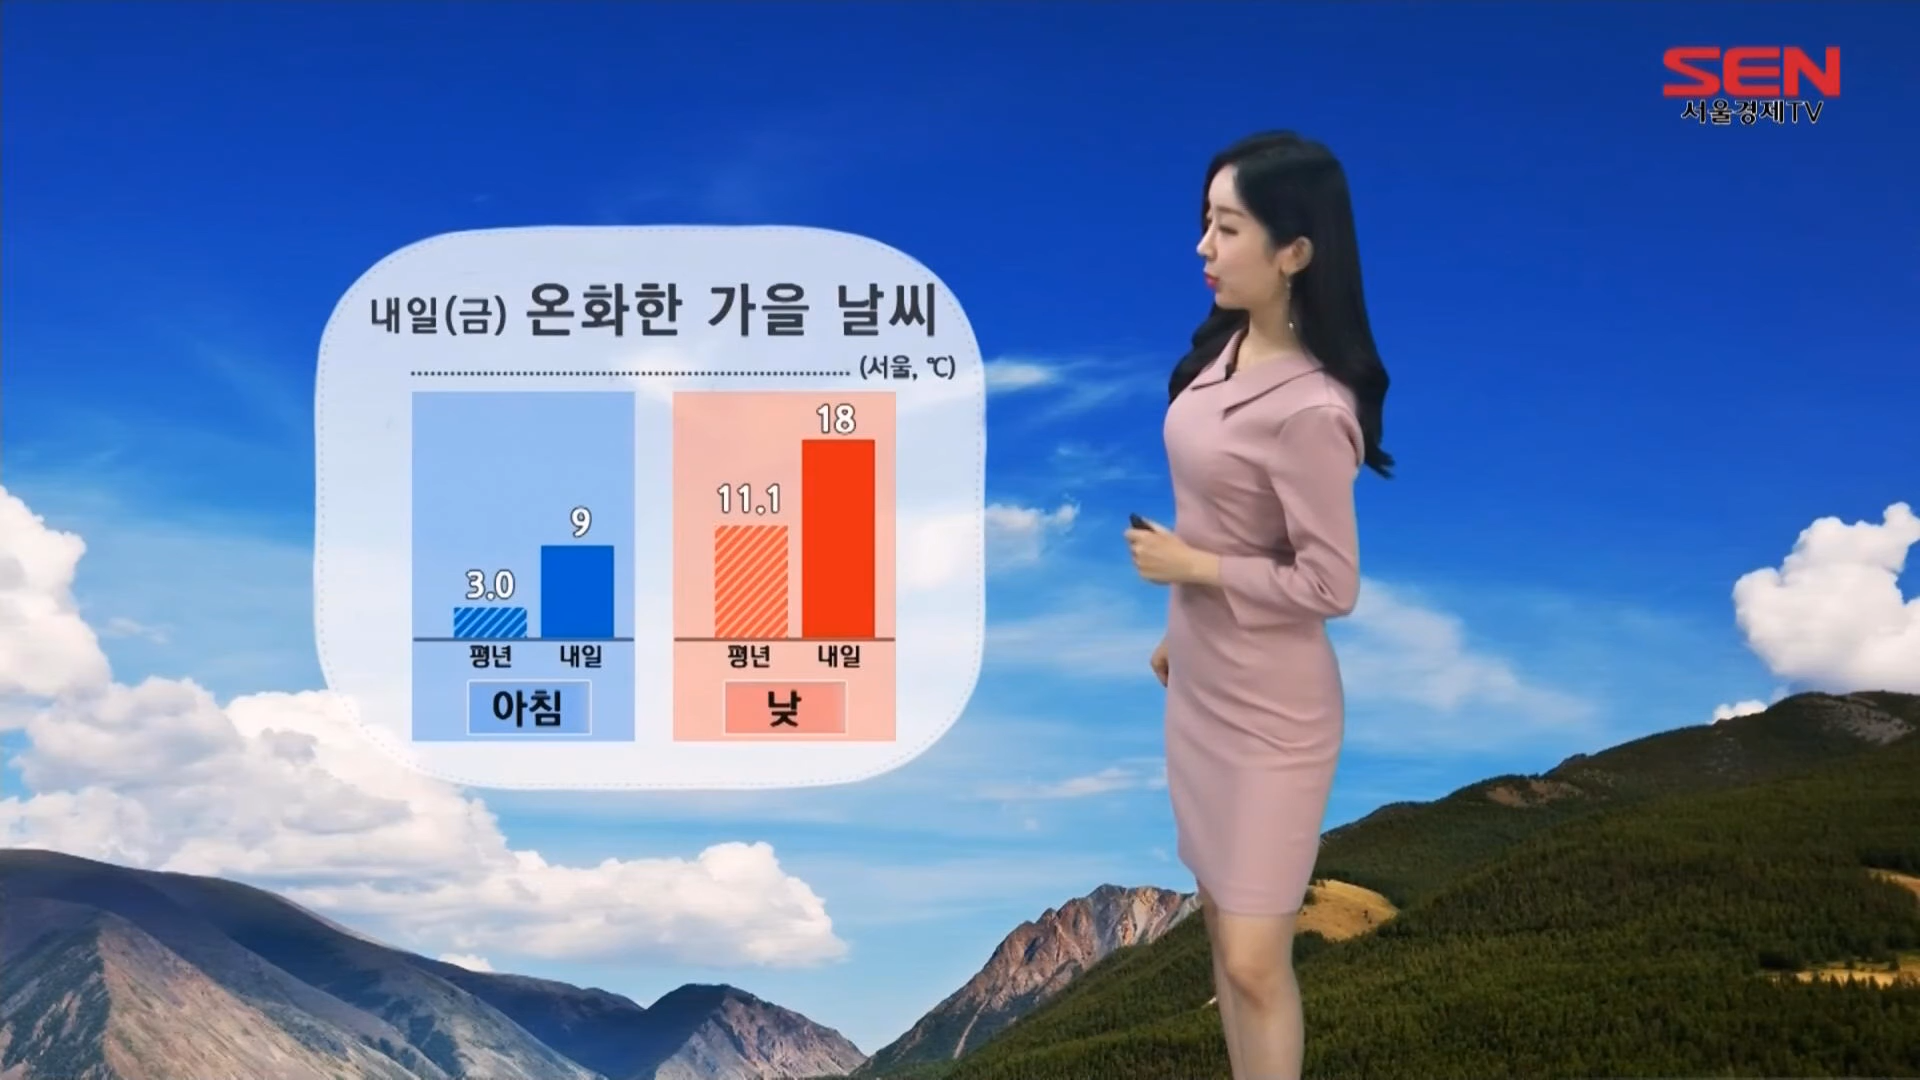 SEN
서울경제TV
내일(금) 온화한 가을 날씨
(서울, ℃)
3.0 9
평년 내일
아침
11.1 18
평년 내일
낮